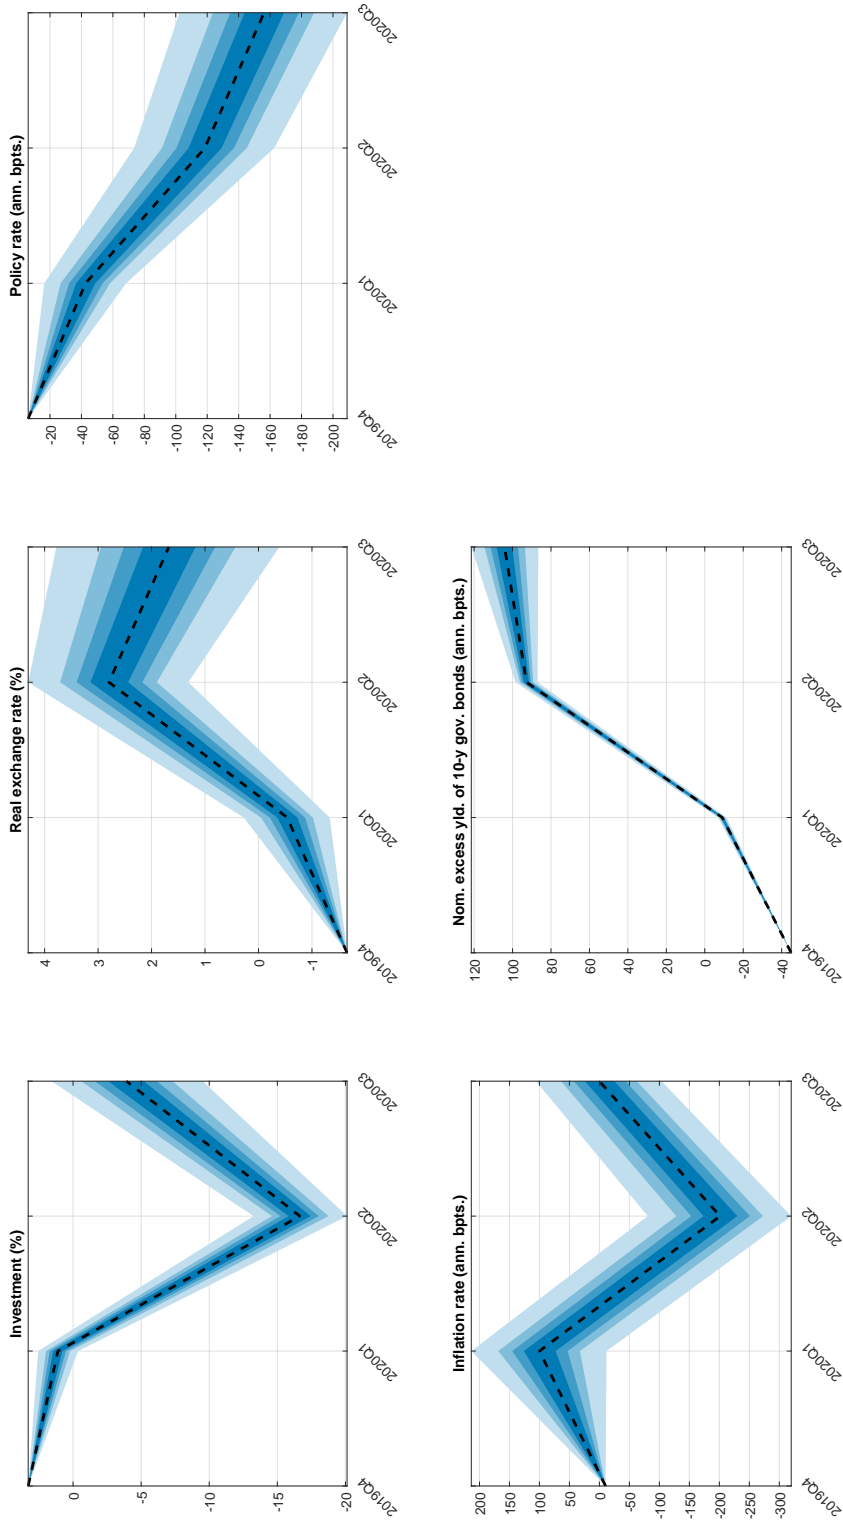 Investment (%)
0
-5
-10
-15
-20
2019Q4
2020Q1
2020Q2
2020Q3
Real exchange rate (%)
4
3
2
1
0
-1
2019Q4
2020Q1
2020Q2
2020Q3
Policy rate (ann. bpts.)
-20
-40
-60
-80
-100
-120
-140
-160
-180
-200
2019Q4
2020Q1
2020Q2
2020Q3
Inflation rate (ann. bpts.)
200
150
100
50
0
-50
-100
-150
-200
-250
-300
2019Q4
2020Q1
2020Q2
2020Q3
Nom. excess yld. of 10-y gov. bonds (ann. bpts.)
120
100
80
60
40
20
0
-20
-40
2019Q4
2020Q1
2020Q2
2020Q3